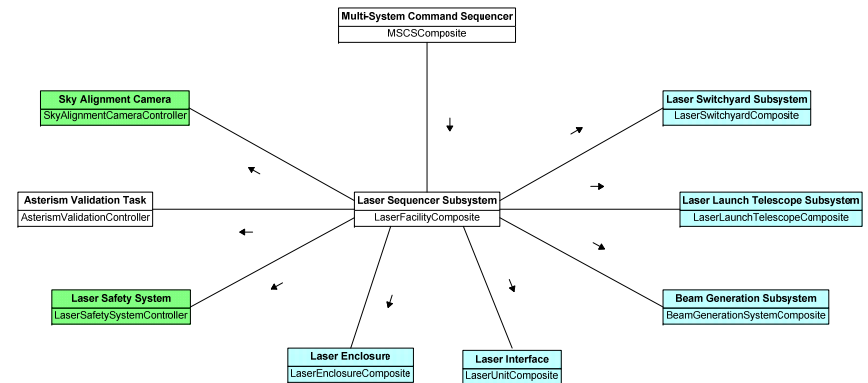 Multi-System Command Sequencer
MSCSComposite
Sky Alignment Camera
SkyAlignmentCameraController
Laser Switchyard Subsystem
LaserSwitchyardComposite
Asterism Validation Task
AsterismValidationController
Laser Sequencer Subsystem
LaserFacilityComposite
Laser Launch Telescope Subsystem
LaserLaunchTelescopeComposite
Laser Safety System
LaserSafetySystemController
Beam Generation Subsystem
BeamGenerationSystemComposite
Laser Enclosure
LaserEnclosureComposite
Laser Interface
LaserUnitComposite